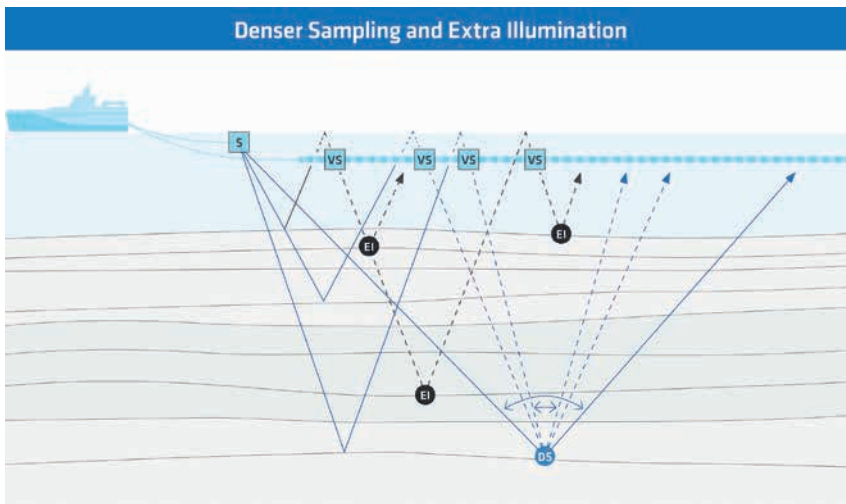 Denser Sampling and Extra Illumination
S
VS
VS
VS
VS
EI
EI
EI
DS